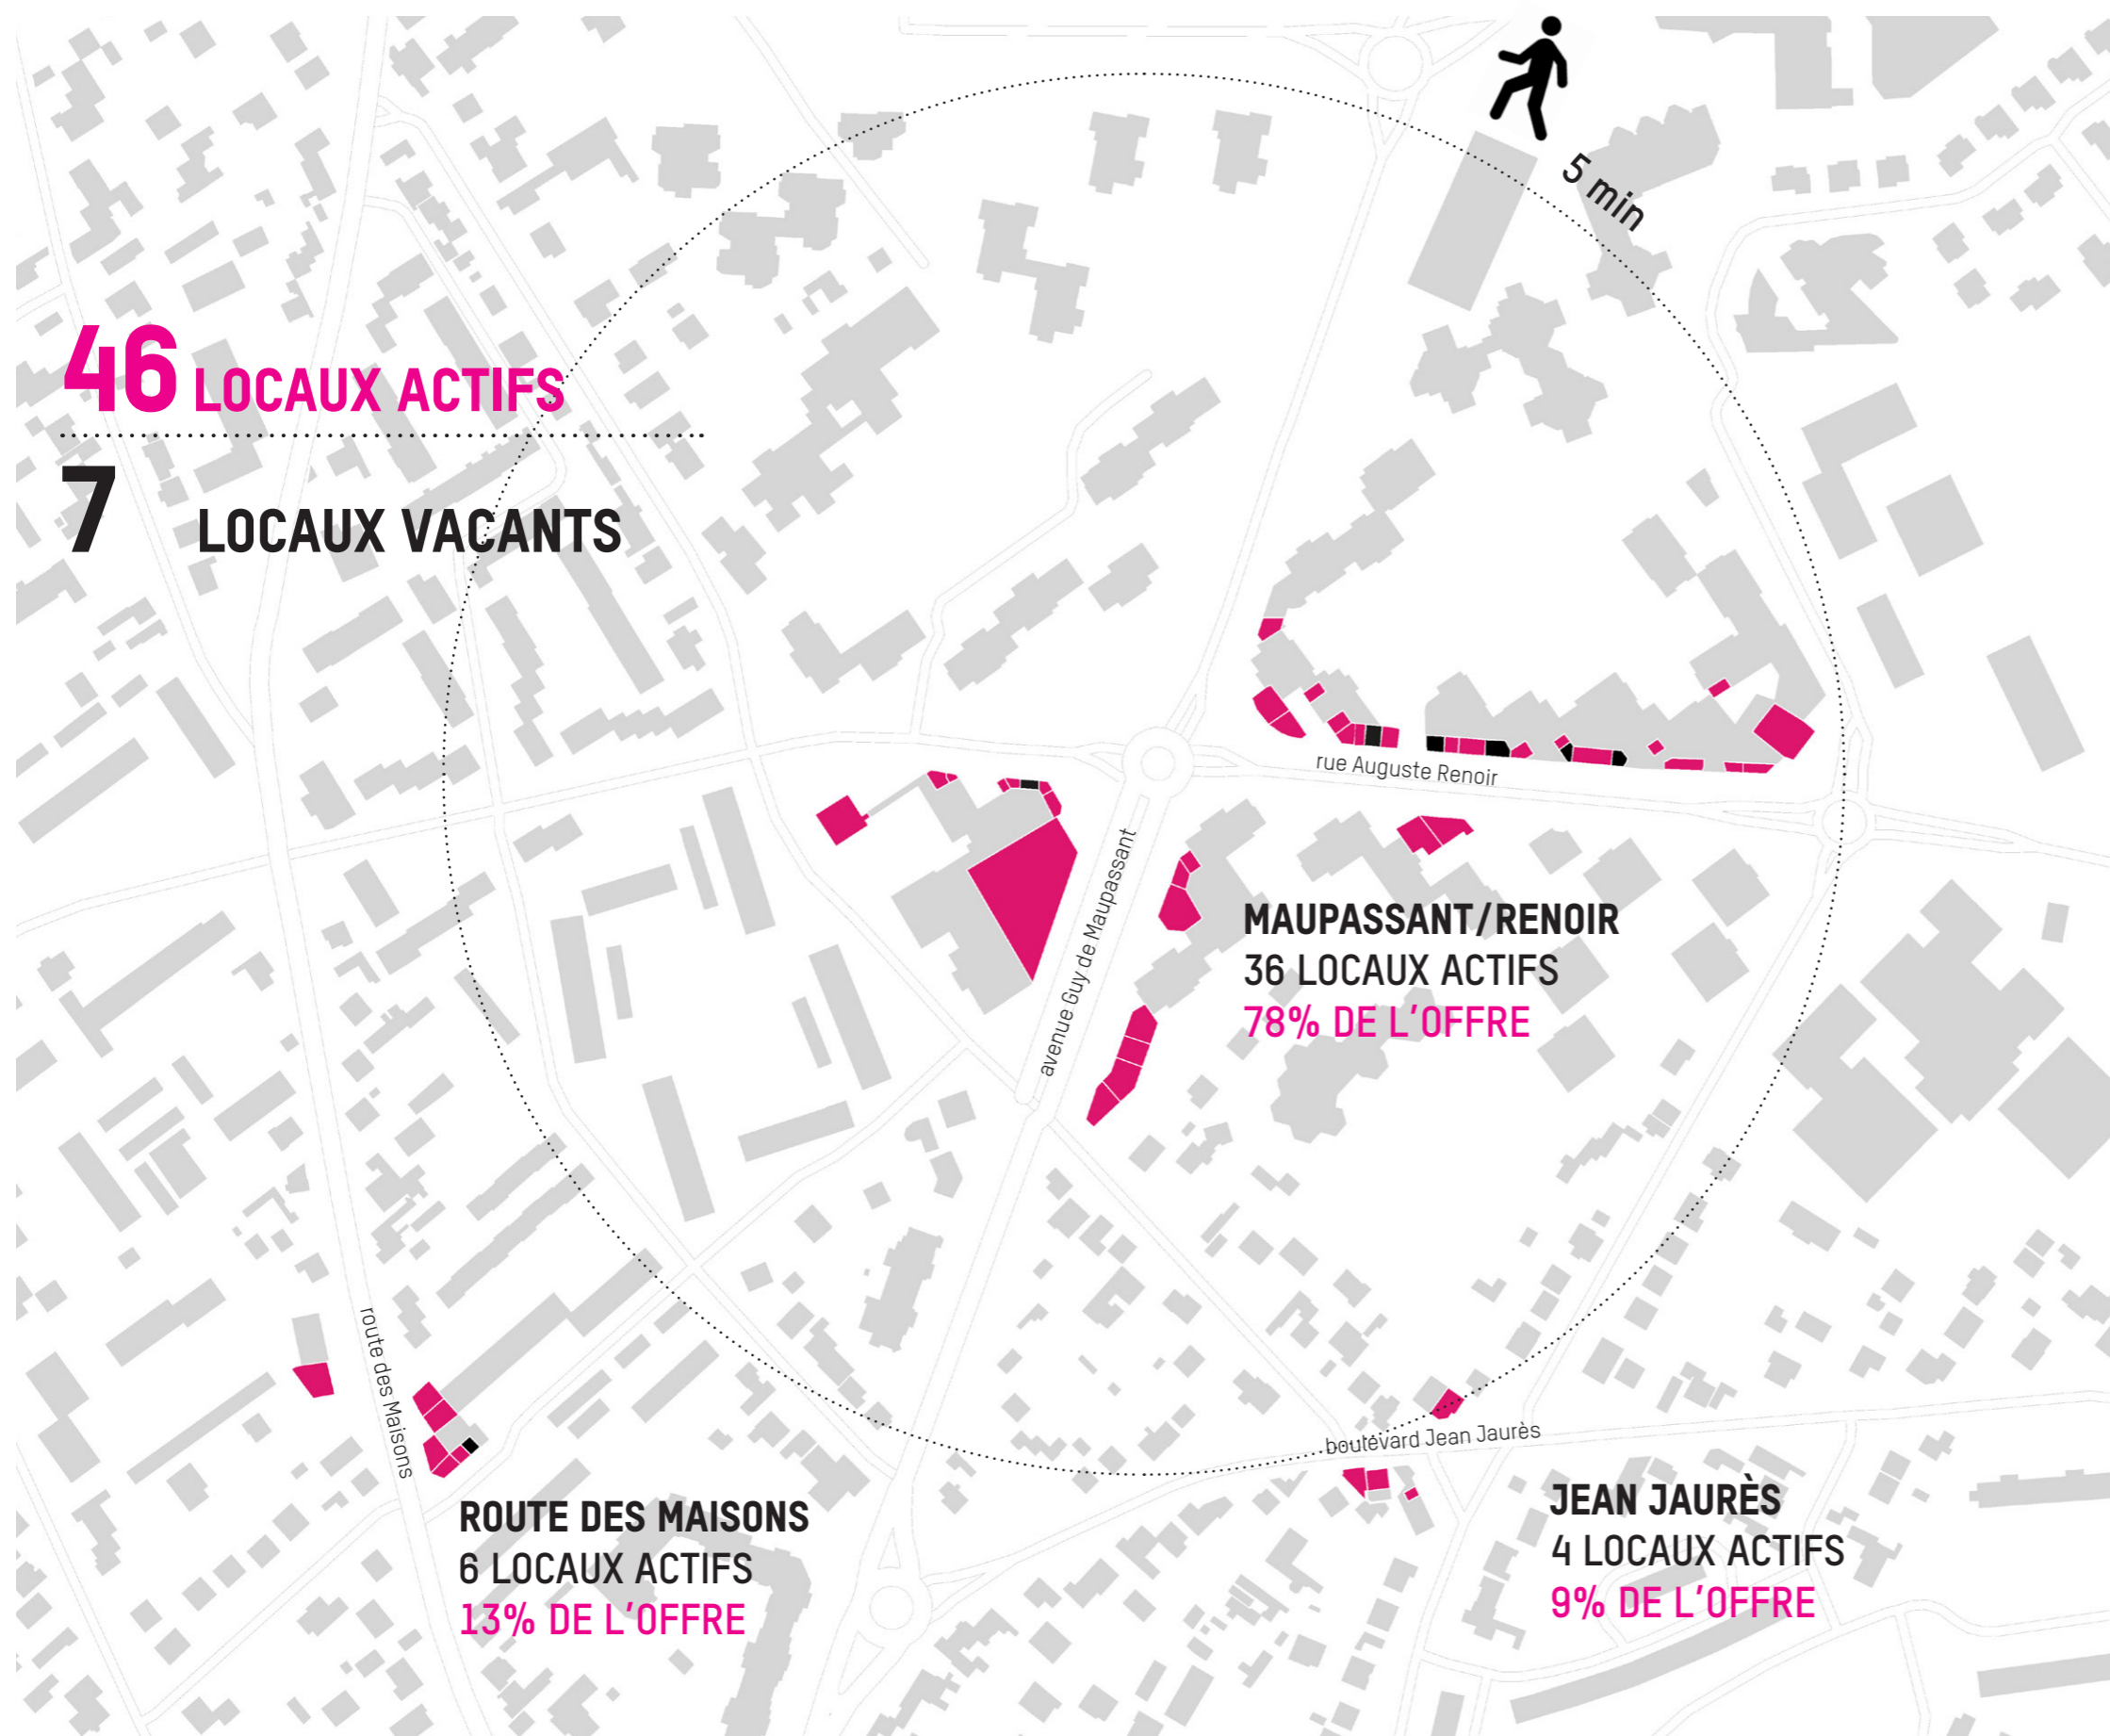 5 min
46 LOCAUX ACTIFS
7 LOCAUX VACANTS
rue Auguste Renoir
avenue Guy de Maupassant
MAUPASSANT/RENOIR
36 LOCAUX ACTIFS
78% DE L'OFFRE
route des Maisons
boulevard Jean Jaurès
ROUTE DES MAISONS
6 LOCAUX ACTIFS
13% DE L'OFFRE
JEAN JAURÈS
4 LOCAUX ACTIFS
9% DE L'OFFRE